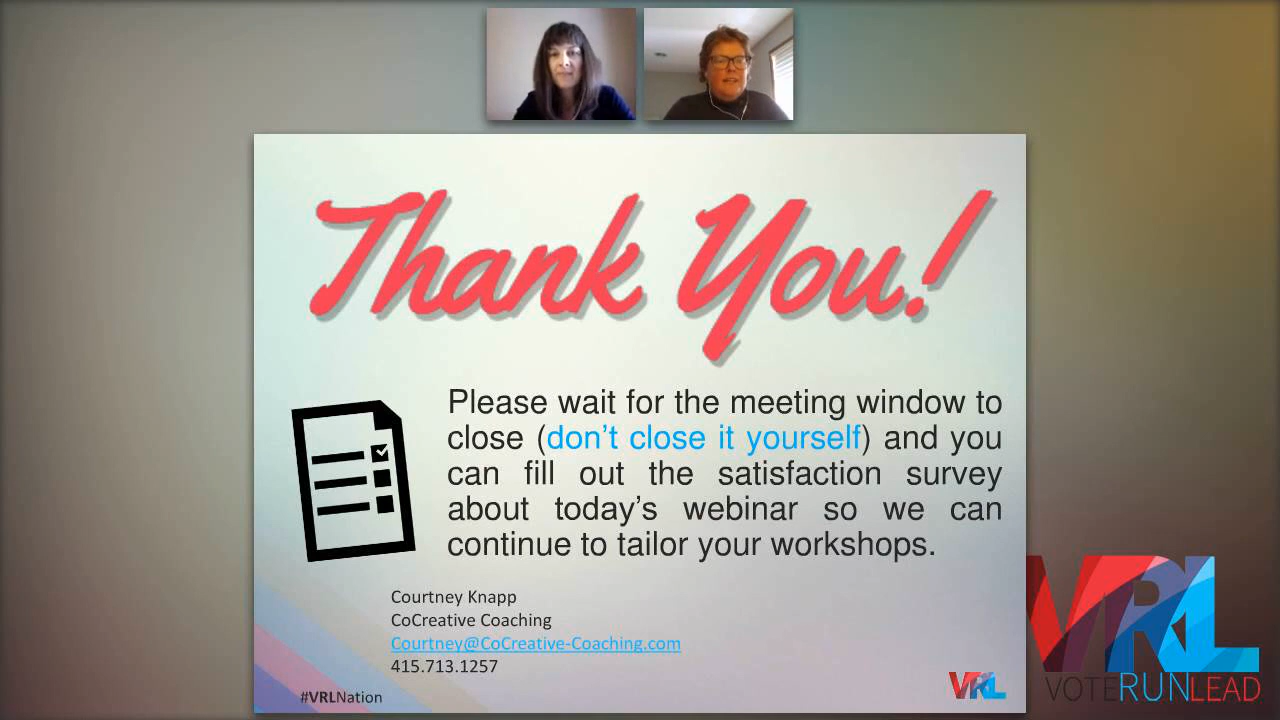 Thank You!
Please wait for the meeting window to
close (don’t close it yourself) and you
can fill out the satisfaction survey
about today’s webinar so we can
continue to tailor your workshops.
Courtney Knapp
CoCreative Coaching
Courtney@CoCreative-Coaching.com
415.713.1257
#VRLNation
VRL
VRL
VOTERUNLEAD